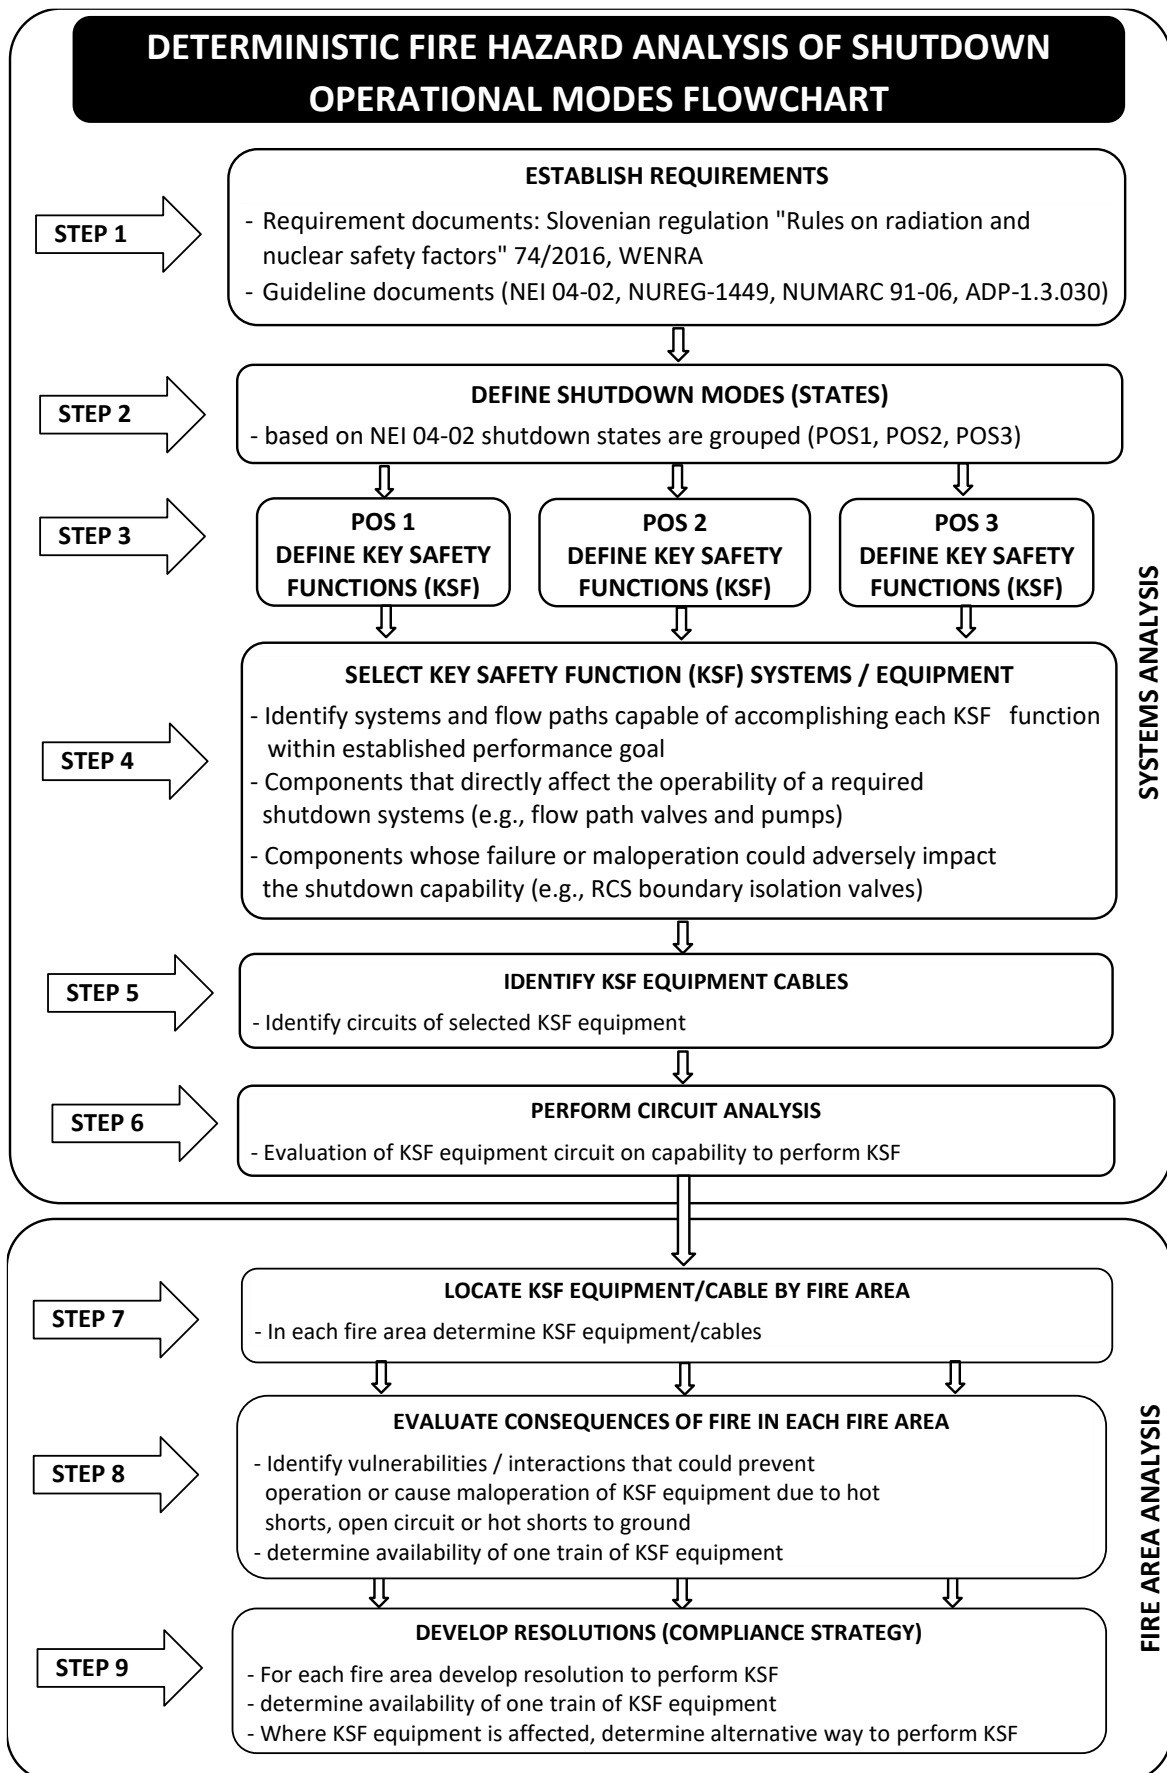 DETERMINISTIC FIRE HAZARD ANALYSIS OF SHUTDOWN
OPERATIONAL MODES FLOWCHART
STEP 1
ESTABLISH REQUIREMENTS
- Requirement documents: Slovenian regulation "Rules on radiation and
nuclear safety factors" 74/2016, WENRA
- Guideline documents (NEI 04-02, NUREG-1449, NUMARC 91-06, ADP-1.3.030)
STEP 2
DEFINE SHUTDOWN MODES (STATES)
- based on NEI 04-02 shutdown states are grouped (POS1, POS2, POS3)
STEP 3
POS 1
DEFINE KEY SAFETY
FUNCTIONS (KSF)
POS 2
DEFINE KEY SAFETY
FUNCTIONS (KSF)
POS 3
DEFINE KEY SAFETY
FUNCTIONS (KSF)
STEP 4
SELECT KEY SAFETY FUNCTION (KSF) SYSTEMS / EQUIPMENT
- Identify systems and flow paths capable of accomplishing each KSF function
within established performance goal
- Components that directly affect the operability of a required
shutdown systems (e.g., flow path valves and pumps)
- Components whose failure or maloperation could adversely impact
the shutdown capability (e.g., RCS boundary isolation valves)
STEP 5
IDENTIFY KSF EQUIPMENT CABLES
- Identify circuits of selected KSF equipment
STEP 6
PERFORM CIRCUIT ANALYSIS
- Evaluation of KSF equipment circuit on capability to perform KSF
SYSTEMS ANALYSIS
STEP 7
LOCATE KSF EQUIPMENT/CABLE BY FIRE AREA
- In each fire area determine KSF equipment/cables
STEP 8
EVALUATE CONSEQUENCES OF FIRE IN EACH FIRE AREA
- Identify vulnerabilities / interactions that could prevent
operation or cause maloperation of KSF equipment due to hot
shorts, open circuit or hot shorts to ground
- determine availability of one train of KSF equipment
STEP 9
DEVELOP RESOLUTIONS (COMPLIANCE STRATEGY)
- For each fire area develop resolution to perform KSF
- determine availability of one train of KSF equipment
- Where KSF equipment is affected, determine alternative way to perform KSF
FIRE AREA ANALYSIS